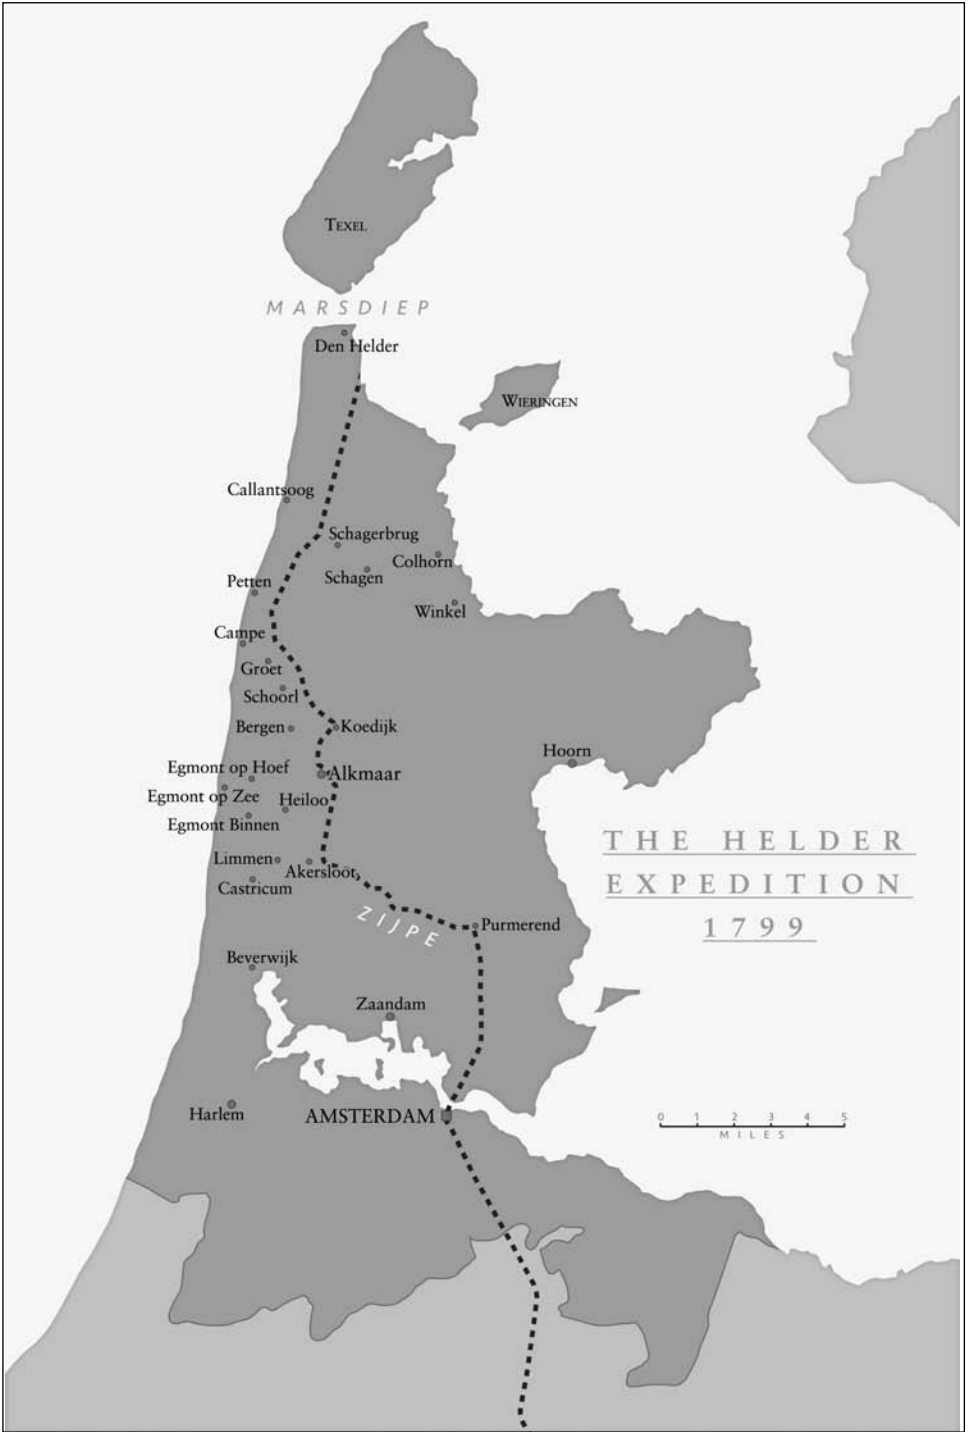 TEXEL
MARSDIEP
Den Helder
WIERINGEN
Callantsoog
Schagerbrug
Colhorn
Schagen
Petten
Winkel
Campe
Groet
Schoorl
Bergen
Koedijk
Hoorn
Egmont op Hoef
Alkmaar
Egmont op Zee
Heiloo
Egmont Binnen
THE HELDER
EXPEDITION
1799
Limmen
Akersloot
Castricum
ZIJPE
Purmerend
Beverwijk
Zaandam
Harlem
AMSTERDAM
0 1 2 3 4 5
MILES